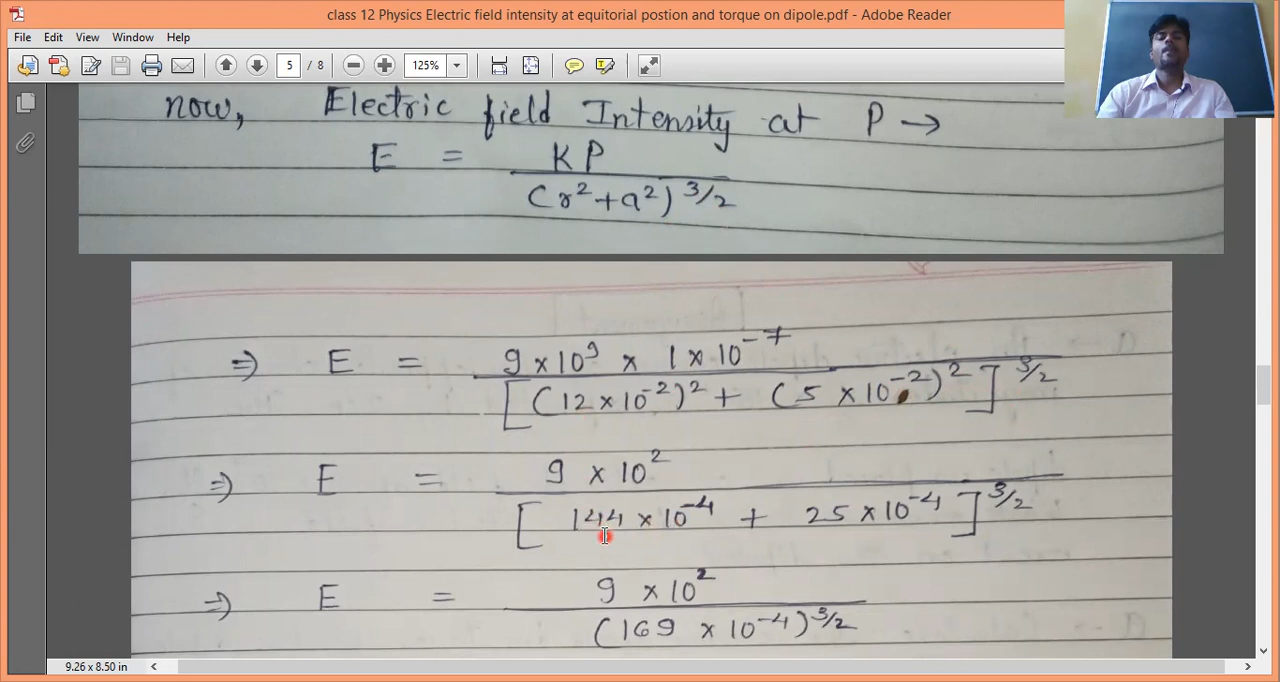 class 12 Physics Electric field intensity at equitorial postion and torque on dipole.pdf - Adobe Reader
File Edit View Window Help
5 / 8 125%
now, Electric field Intensity at P →
E = KP
(r²+a²)³/²
⇒ E = 9×10⁹ × 1×10⁻⁷
[(12×10⁻²)² + (5×10⁻²)²]³/²
⇒ E = 9×10²
[144×10⁻⁴ + 25×10⁻⁴]³/²
⇒ E = 9×10²
(169×10⁻⁴)³/²
9.26 x 8.50 in